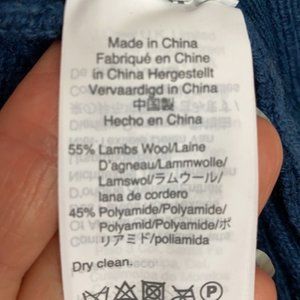 Made in China
Fabriqué en Chine
in China Hergestellt
Vervaardigd in China
中国製
Hecho en China
55% Lambs Wool/Laine
D'agneau/Lammwolle/
Lamswol/ラムウール/
lana de cordero
45% Polyamide/Polyamide/
Polyamid/Polyamide/ポ
リアミド/poliamida
Dry clean.
P